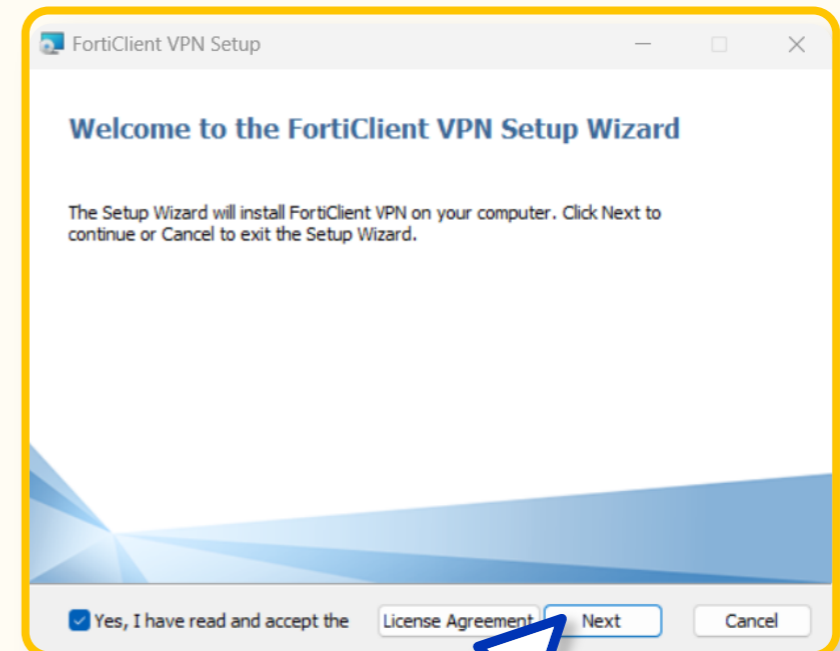 FortiClient VPN Setup
Welcome to the FortiClient VPN Setup Wizard
The Setup Wizard will install FortiClient VPN on your computer. Click Next to
continue or Cancel to exit the Setup Wizard.
Yes, I have read and accept the License Agreement Next Cancel